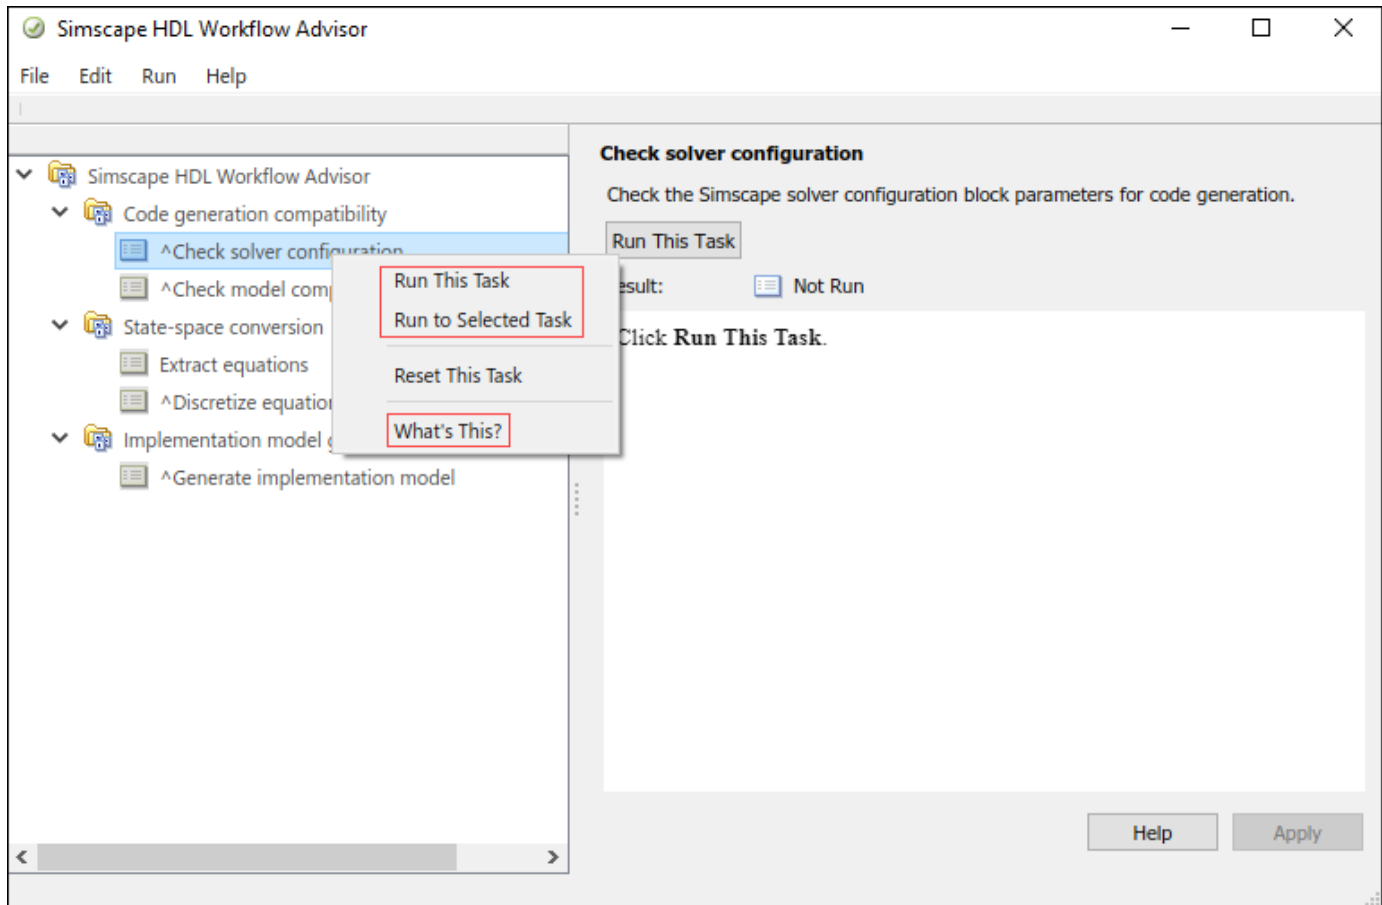 Simscape HDL Workflow Advisor
File Edit Run Help
Simscape HDL Workflow Advisor
Code generation compatibility
^Check solver configuration
^Check model com
State-space conversion
Extract equations
^Discretize equation
Implementation model
^Generate implementation model
Run This Task
Run to Selected Task
Reset This Task
What's This?
Check solver configuration
Check the Simscape solver configuration block parameters for code generation.
Run This Task
esult: Not Run
Click Run This Task.
Help Apply